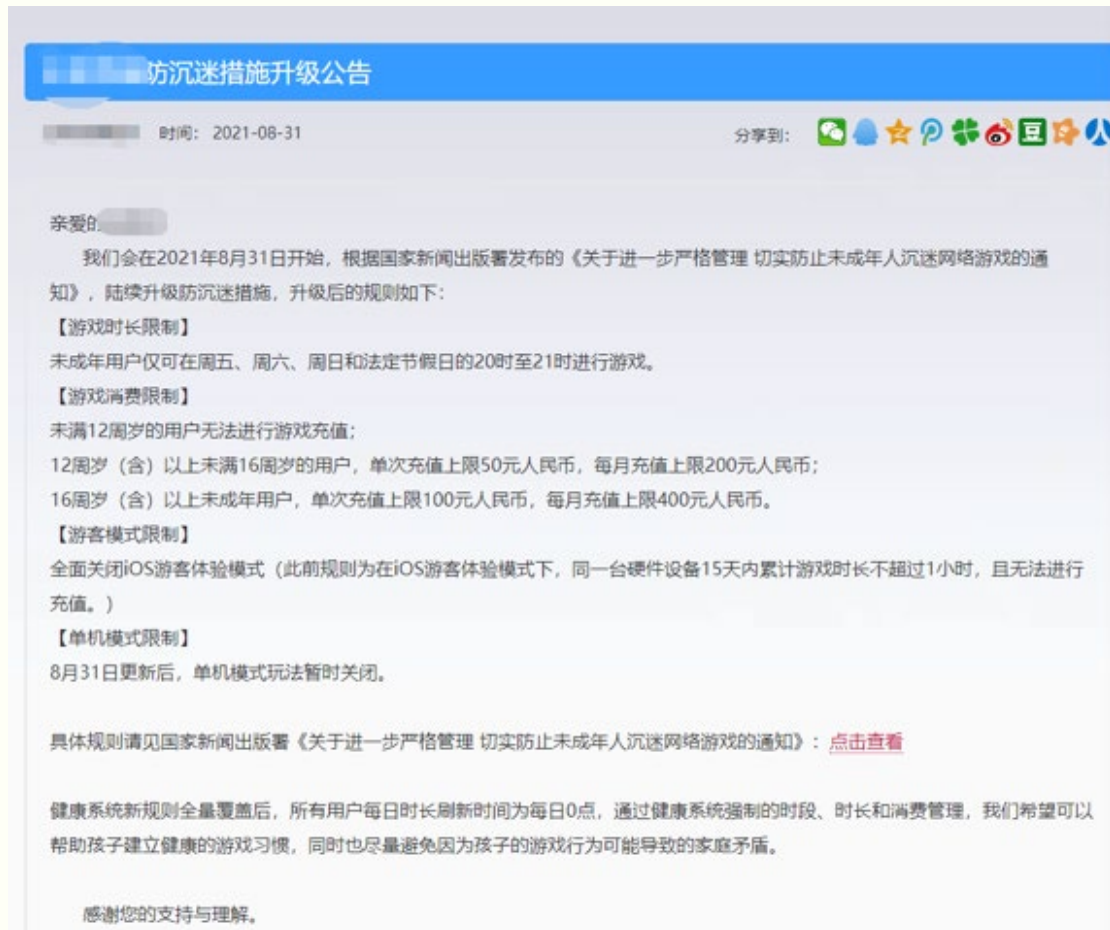 防沉迷措施升级公告
时间：2021-08-31
分享到：
亲爱的
我们会在2021年8月31日开始，根据国家新闻出版署发布的《关于进一步严格管理 切实防止未成年人沉迷网络游戏的通
知》，陆续升级防沉迷措施，升级后的规则如下：
【游戏时长限制】
未成年用户仅可在周五、周六、周日和法定节假日的20时至21时进行游戏。
【游戏消费限制】
未满12周岁的用户无法进行游戏充值；
12周岁（含）以上未满16周岁的用户，单次充值上限50元人民币，每月充值上限200元人民币；
16周岁（含）以上未成年用户，单次充值上限100元人民币，每月充值上限400元人民币。
【游客模式限制】
全面关闭iOS游客体验模式（此前规则为在iOS游客体验模式下，同一台硬件设备15天内累计游戏时长不超过1小时，且无法进行
充值。）
【单机模式限制】
8月31日更新后，单机模式玩法暂时关闭。
具体规则请见国家新闻出版署《关于进一步严格管理 切实防止未成年人沉迷网络游戏的通知》：点击查看
健康系统新规则全量覆盖后，所有用户每日时长刷新时间为每日0点，通过健康系统强制的时段、时长和消费管理，我们希望可以
帮助孩子建立健康的游戏习惯，同时也尽量避免因为孩子的游戏行为可能导致的家庭矛盾。
感谢您的支持与理解。